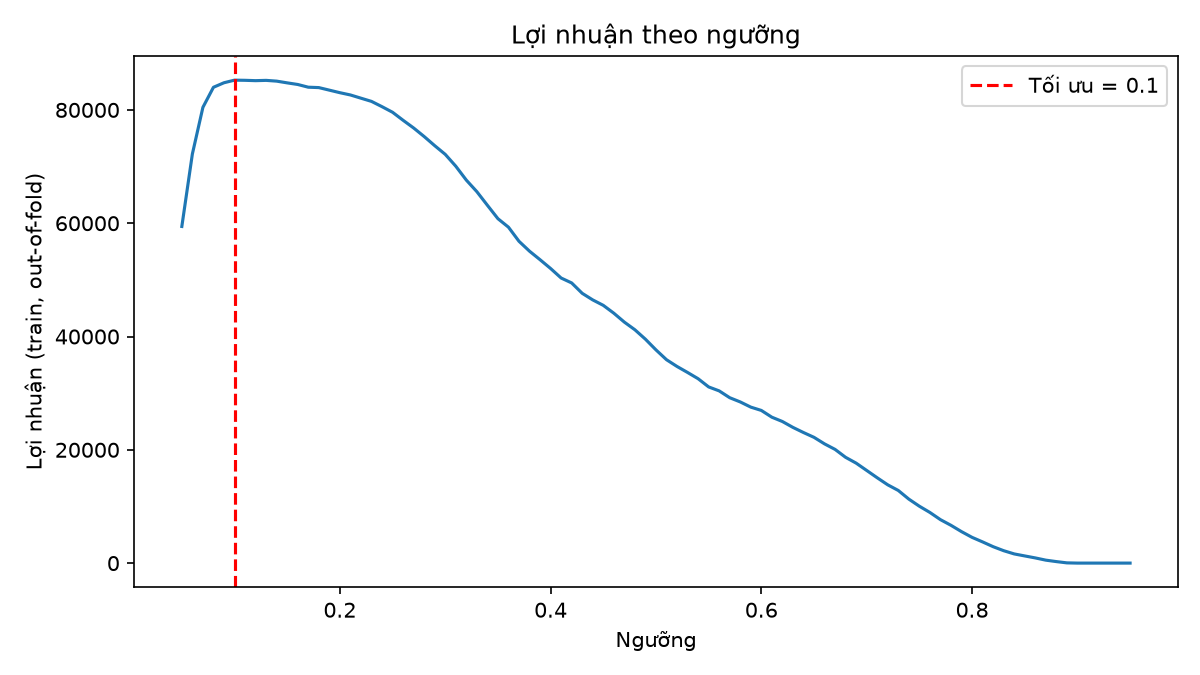 Lợi nhuận theo ngưỡng
Tối ưu = 0.1
Lợi nhuận (train, out-of-fold)
80000
60000
40000
20000
0
0.2
0.4
0.6
0.8
Ngưỡng